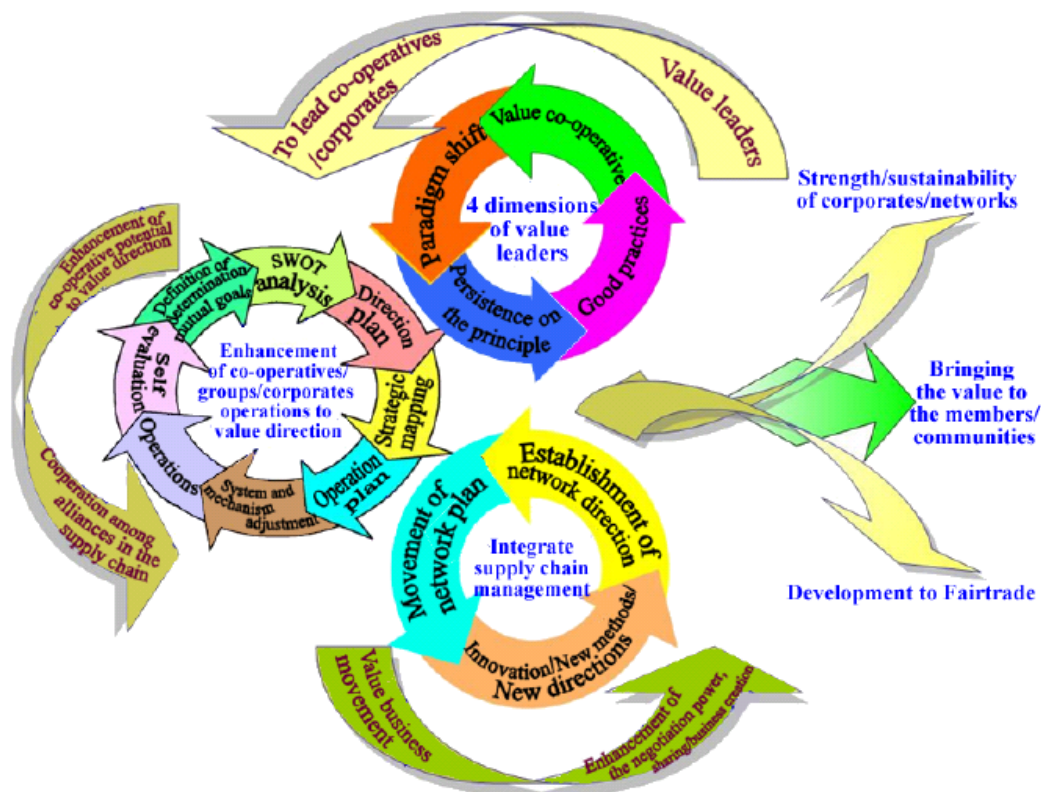 To lead co-operatives
/corporates
Value leaders
Value co-operative
Paradigm shift
4 dimensions
of value
leaders
Good practices
Persistence on
the principle
Strength/sustainability
of corporates/networks
Enhancement of
co-operative potential
to value direction
Definition of
determination
mutual goals
SWOT
analysis
Direction
plan
Strategic
mapping
Operation
plan
System and
mechanism
adjustment
Operations
Self
evaluation
Enhancement
of co-operatives/
groups/corporates
operations to
value direction
Bringing
the value to
the members/
communities
Cooperation among
alliances in the
supply chain
Establishment of
network direction
Movement of
network plan
Integrate
supply chain
management
Innovation/New methods/
New directions
Development to Fairtrade
Value business
movement
Enhancement of
the negotiation power,
sharing/business creation